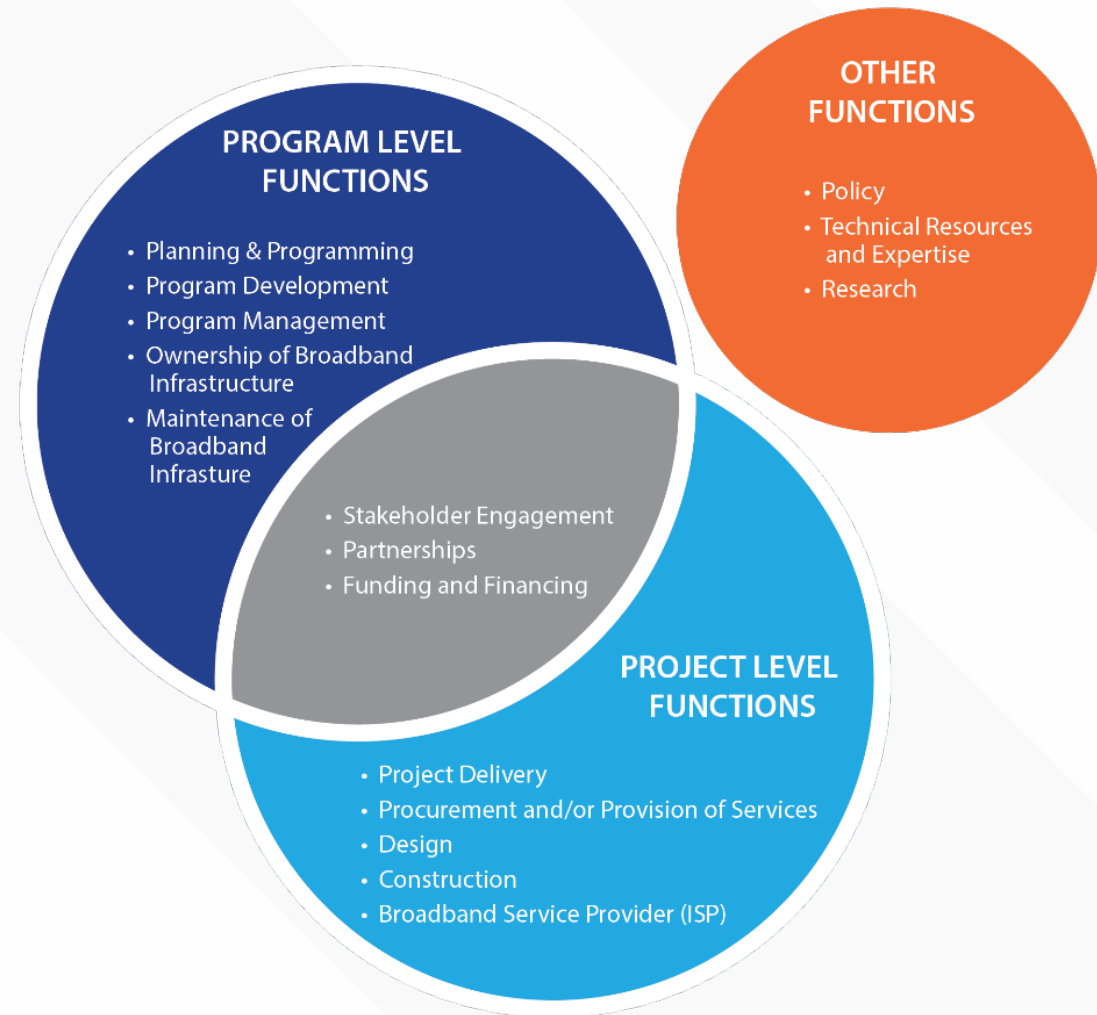 PROGRAM LEVEL
FUNCTIONS
• Planning & Programming
• Program Development
• Program Management
• Ownership of Broadband
Infrastructure
• Maintenance of
Broadband
Infrasture
OTHER
FUNCTIONS
• Policy
• Technical Resources
and Expertise
• Research
• Stakeholder Engagement
• Partnerships
• Funding and Financing
PROJECT LEVEL
FUNCTIONS
• Project Delivery
• Procurement and/or Provision of Services
• Design
• Construction
• Broadband Service Provider (ISP)